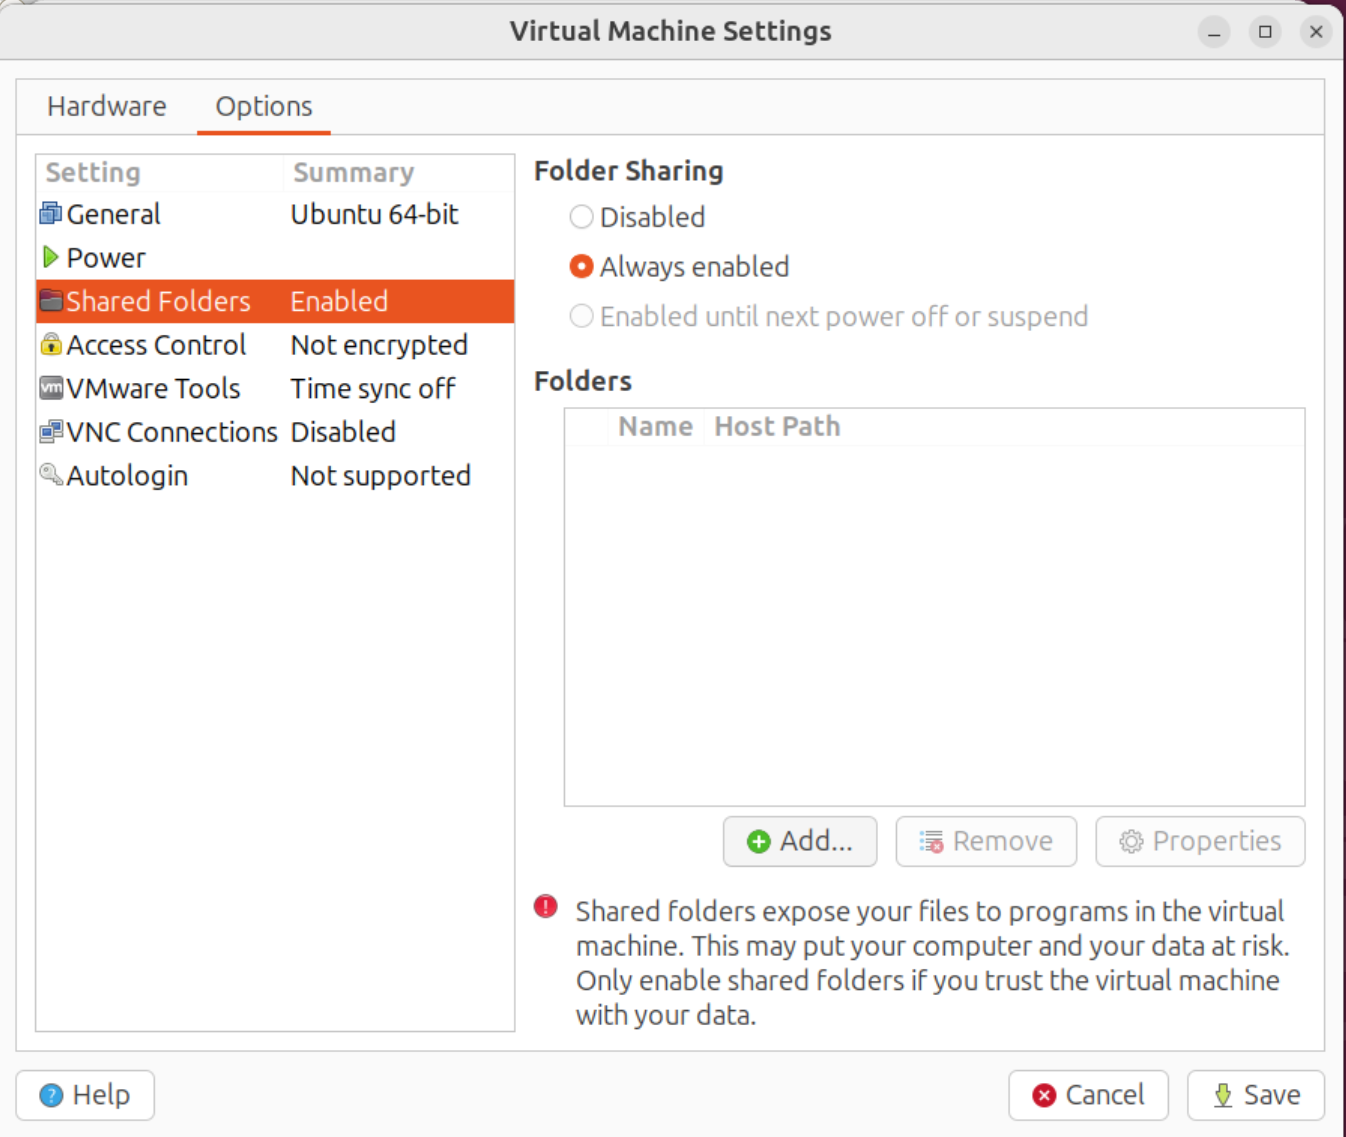 Virtual Machine Settings
Hardware Options
Setting Summary
General Ubuntu 64-bit
Power
Shared Folders Enabled
Access Control Not encrypted
VMware Tools Time sync off
VNC Connections Disabled
Autologin Not supported
Folder Sharing
Disabled
Always enabled
Enabled until next power off or suspend
Folders
Name Host Path
Add... Remove Properties
Shared folders expose your files to programs in the virtual
machine. This may put your computer and your data at risk.
Only enable shared folders if you trust the virtual machine
with your data.
Help Cancel Save